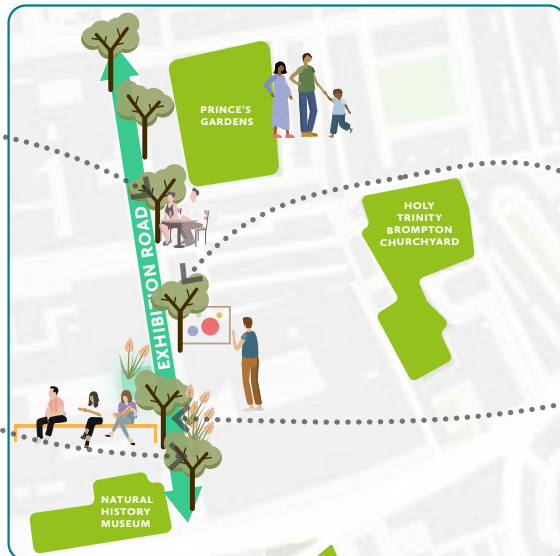 PRINCE'S
GARDENS
HOLY
TRINITY
BROMPTON
CHURCHYARD
EXHIBITION ROAD
NATURAL
HISTORY
MUSEUM